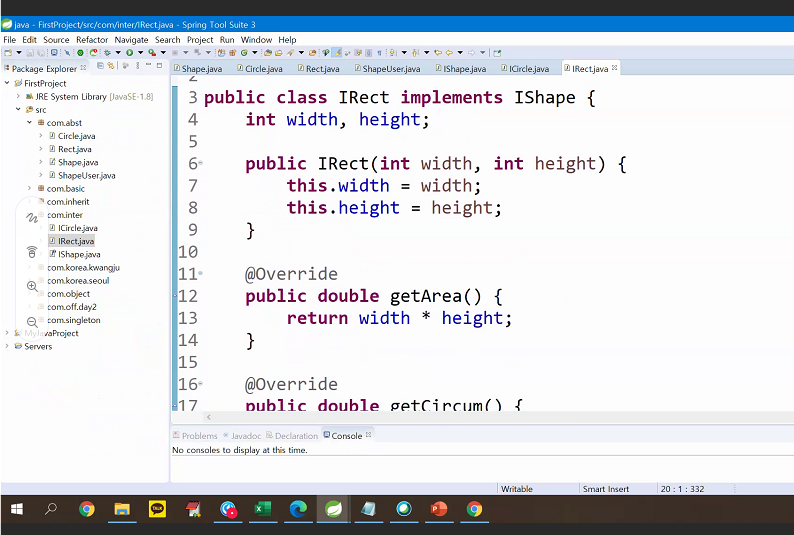 java - FirstProject/src/com/inter/IRect.java - Spring Tool Suite 3
File Edit Source Refactor Navigate Search Project Run Window Help
Package Explorer
FirstProject
JRE System Library [JavaSE-1.8]
src
com.abst
Circle.java
Rect.java
Shape.java
ShapeUser.java
com.basic
com.inherit
com.inter
ICircle.java
IRect.java
IShape.java
com.korea.kwangju
com.korea.seoul
com.object
com.off.day2
com.singleton
MyJavaProject
Servers
Shape.java Circle.java Rect.java ShapeUser.java IShape.java ICircle.java IRect.java
2
3 public class IRect implements IShape {
4 int width, height;
5
6 public IRect(int width, int height) {
7 this.width = width;
8 this.height = height;
9 }
10
11 @Override
12 public double getArea() {
13 return width * height;
14 }
15
16 @Override
17 public double getCircum() {
Problems Javadoc Declaration Console
No consoles to display at this time.
Writable Smart Insert 20 : 1 : 332
TALK